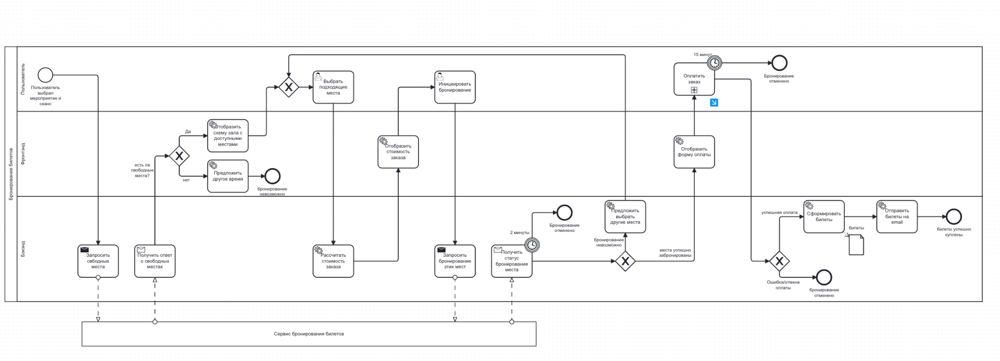 Бронирование билетов
Пользователь
Пользователь
выбрал
мероприятие и
сеанс
Выбрать
подходящие
места
Инициировать
бронирование
15 минут
Оплатить
заказ
Бронирование
отменено
Фронтэнд
есть ли
свободные
места?
Да
нет
Отобразить
схему зала с
доступными
местами
Предложить
другое время
бронирование
невозможно
Отобразить
стоимость
заказа
Отобразить
форму оплаты
Бэкэнд
Запросить
свбодные
места
Получить ответ
о свободных
местах
Рассчитать
стоимость
заказа
Запросить
бронирование
этих мест
Получить
статус
бронирования
места
2 минуты
Бронирование
отменено
Предложить
выбрать
другие места
бронирование
невозможно
места успешно
забронированы
успешная оплата
Ошибка/отмена
оплаты
бронирование
отменено
Сформировать
билеты
билеты
Отправить
билеты на
email
билеты успешно
куплены
Сервис бронирования билетов